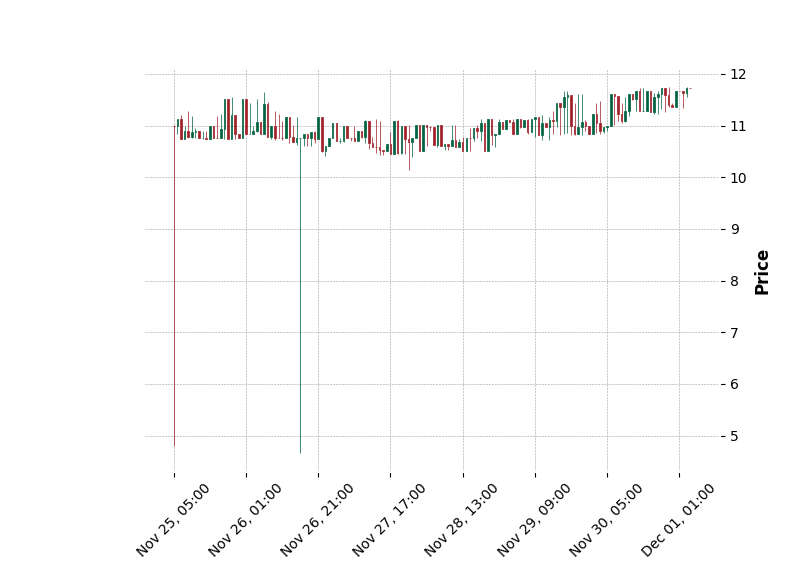 12
11
10
9
8
7
6
5
Price
Nov 25, 05:00
Nov 26, 01:00
Nov 26, 21:00
Nov 27, 17:00
Nov 28, 13:00
Nov 29, 09:00
Nov 30, 05:00
Dec 01, 01:00